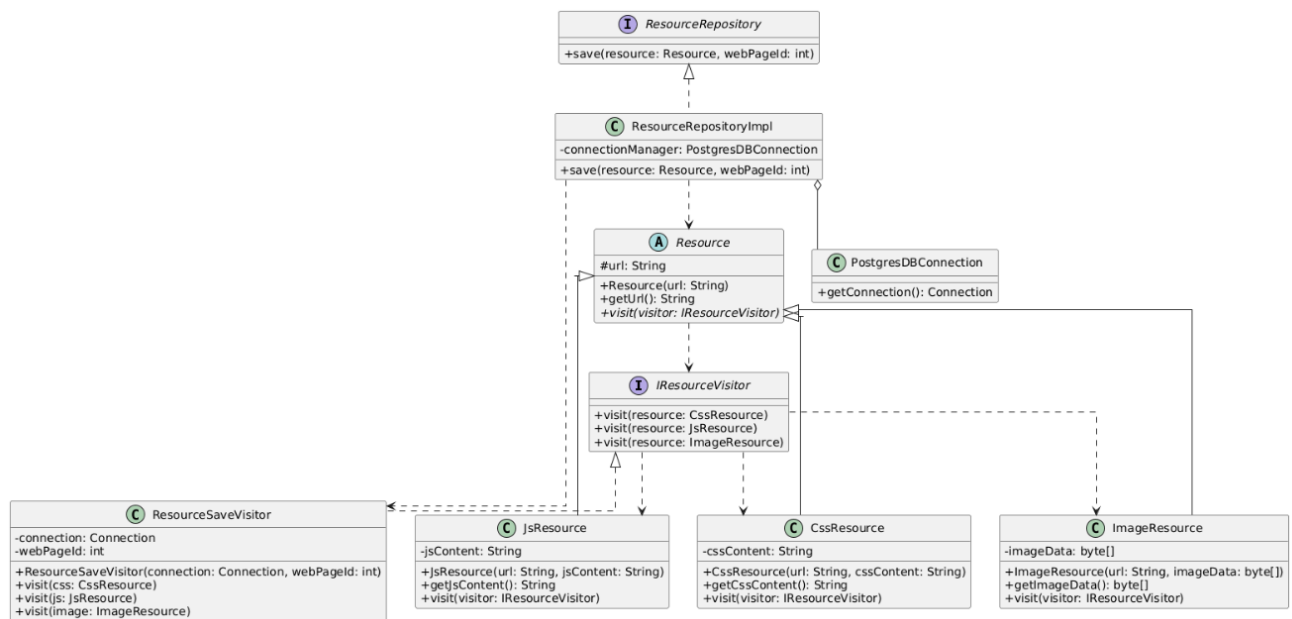 I ResourceRepository
+save(resource: Resource, webPageId: int)
C ResourceRepositoryImpl
-connectionManager: PostgresDBConnection
+save(resource: Resource, webPageId: int)
A Resource
#url: String
+Resource(url: String)
+getUrl(): String
+visit(visitor: IResourceVisitor)
C PostgresDBConnection
+getConnection(): Connection
I IResourceVisitor
+visit(resource: CssResource)
+visit(resource: JsResource)
+visit(resource: ImageResource)
C ResourceSaveVisitor
-connection: Connection
-webPageId: int
+ResourceSaveVisitor(connection: Connection, webPageId: int)
+visit(css: CssResource)
+visit(js: JsResource)
+visit(image: ImageResource)
C JsResource
-jsContent: String
+JsResource(url: String, jsContent: String)
+getJsContent(): String
+visit(visitor: IResourceVisitor)
C CssResource
-cssContent: String
+CssResource(url: String, cssContent: String)
+getCssContent(): String
+visit(visitor: IResourceVisitor)
C ImageResource
-imageData: byte[]
+ImageResource(url: String, imageData: byte[])
+getImageData(): byte[]
+visit(visitor: IResourceVisitor)